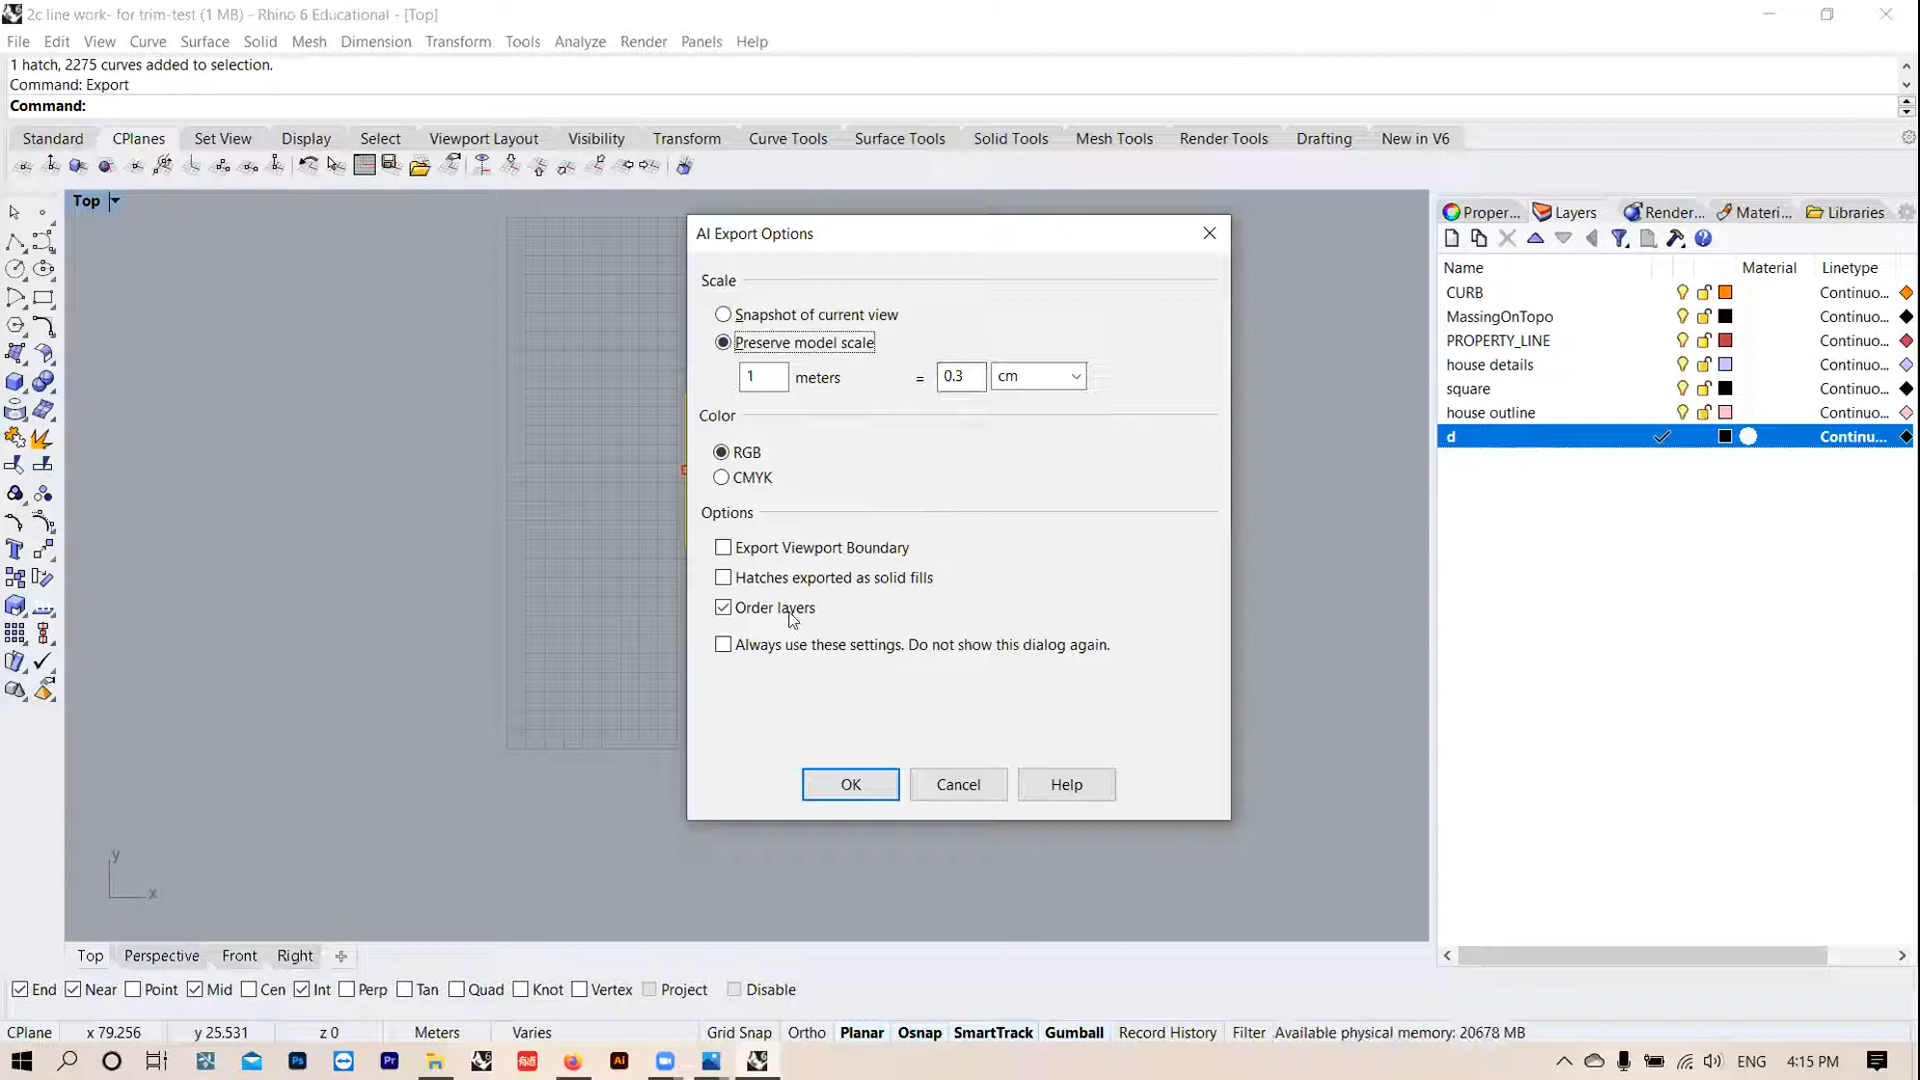 2c line work- for trim-test (1 MB) - Rhino 6 Educational - [Top]
File Edit View Curve Surface Solid Mesh Dimension Transform Tools Analyze Render Panels Help
1 hatch, 2275 curves added to selection.
Command: Export
Command:
Standard CPlanes Set View Display Select Viewport Layout Visibility Transform Curve Tools Surface Tools Solid Tools Mesh Tools Render Tools Drafting New in V6
Top
Proper... Layers Render... Materi... Libraries
Name Material Linetype
CURB Continuo...
MassingOnTopo Continuo...
PROPERTY_LINE Continuo...
house details Continuo...
square Continuo...
house outline Continuo...
d Continu...
AI Export Options
Scale
Snapshot of current view
Preserve model scale
1 meters = 0.3 cm
Color
RGB
CMYK
Options
Export Viewport Boundary
Hatches exported as solid fills
Order layers
Always use these settings. Do not show this dialog again.
OK Cancel Help
y
x
Top Perspective Front Right
End Near Point Mid Cen Int Perp Tan Quad Knot Vertex Project Disable
CPlane x 79.256 y 25.531 z 0 Meters Varies Grid Snap Ortho Planar Osnap SmartTrack Gumball Record History Filter Available physical memory: 20678 MB
Ps Pr 6 Ai 6 ENG 4:15 PM